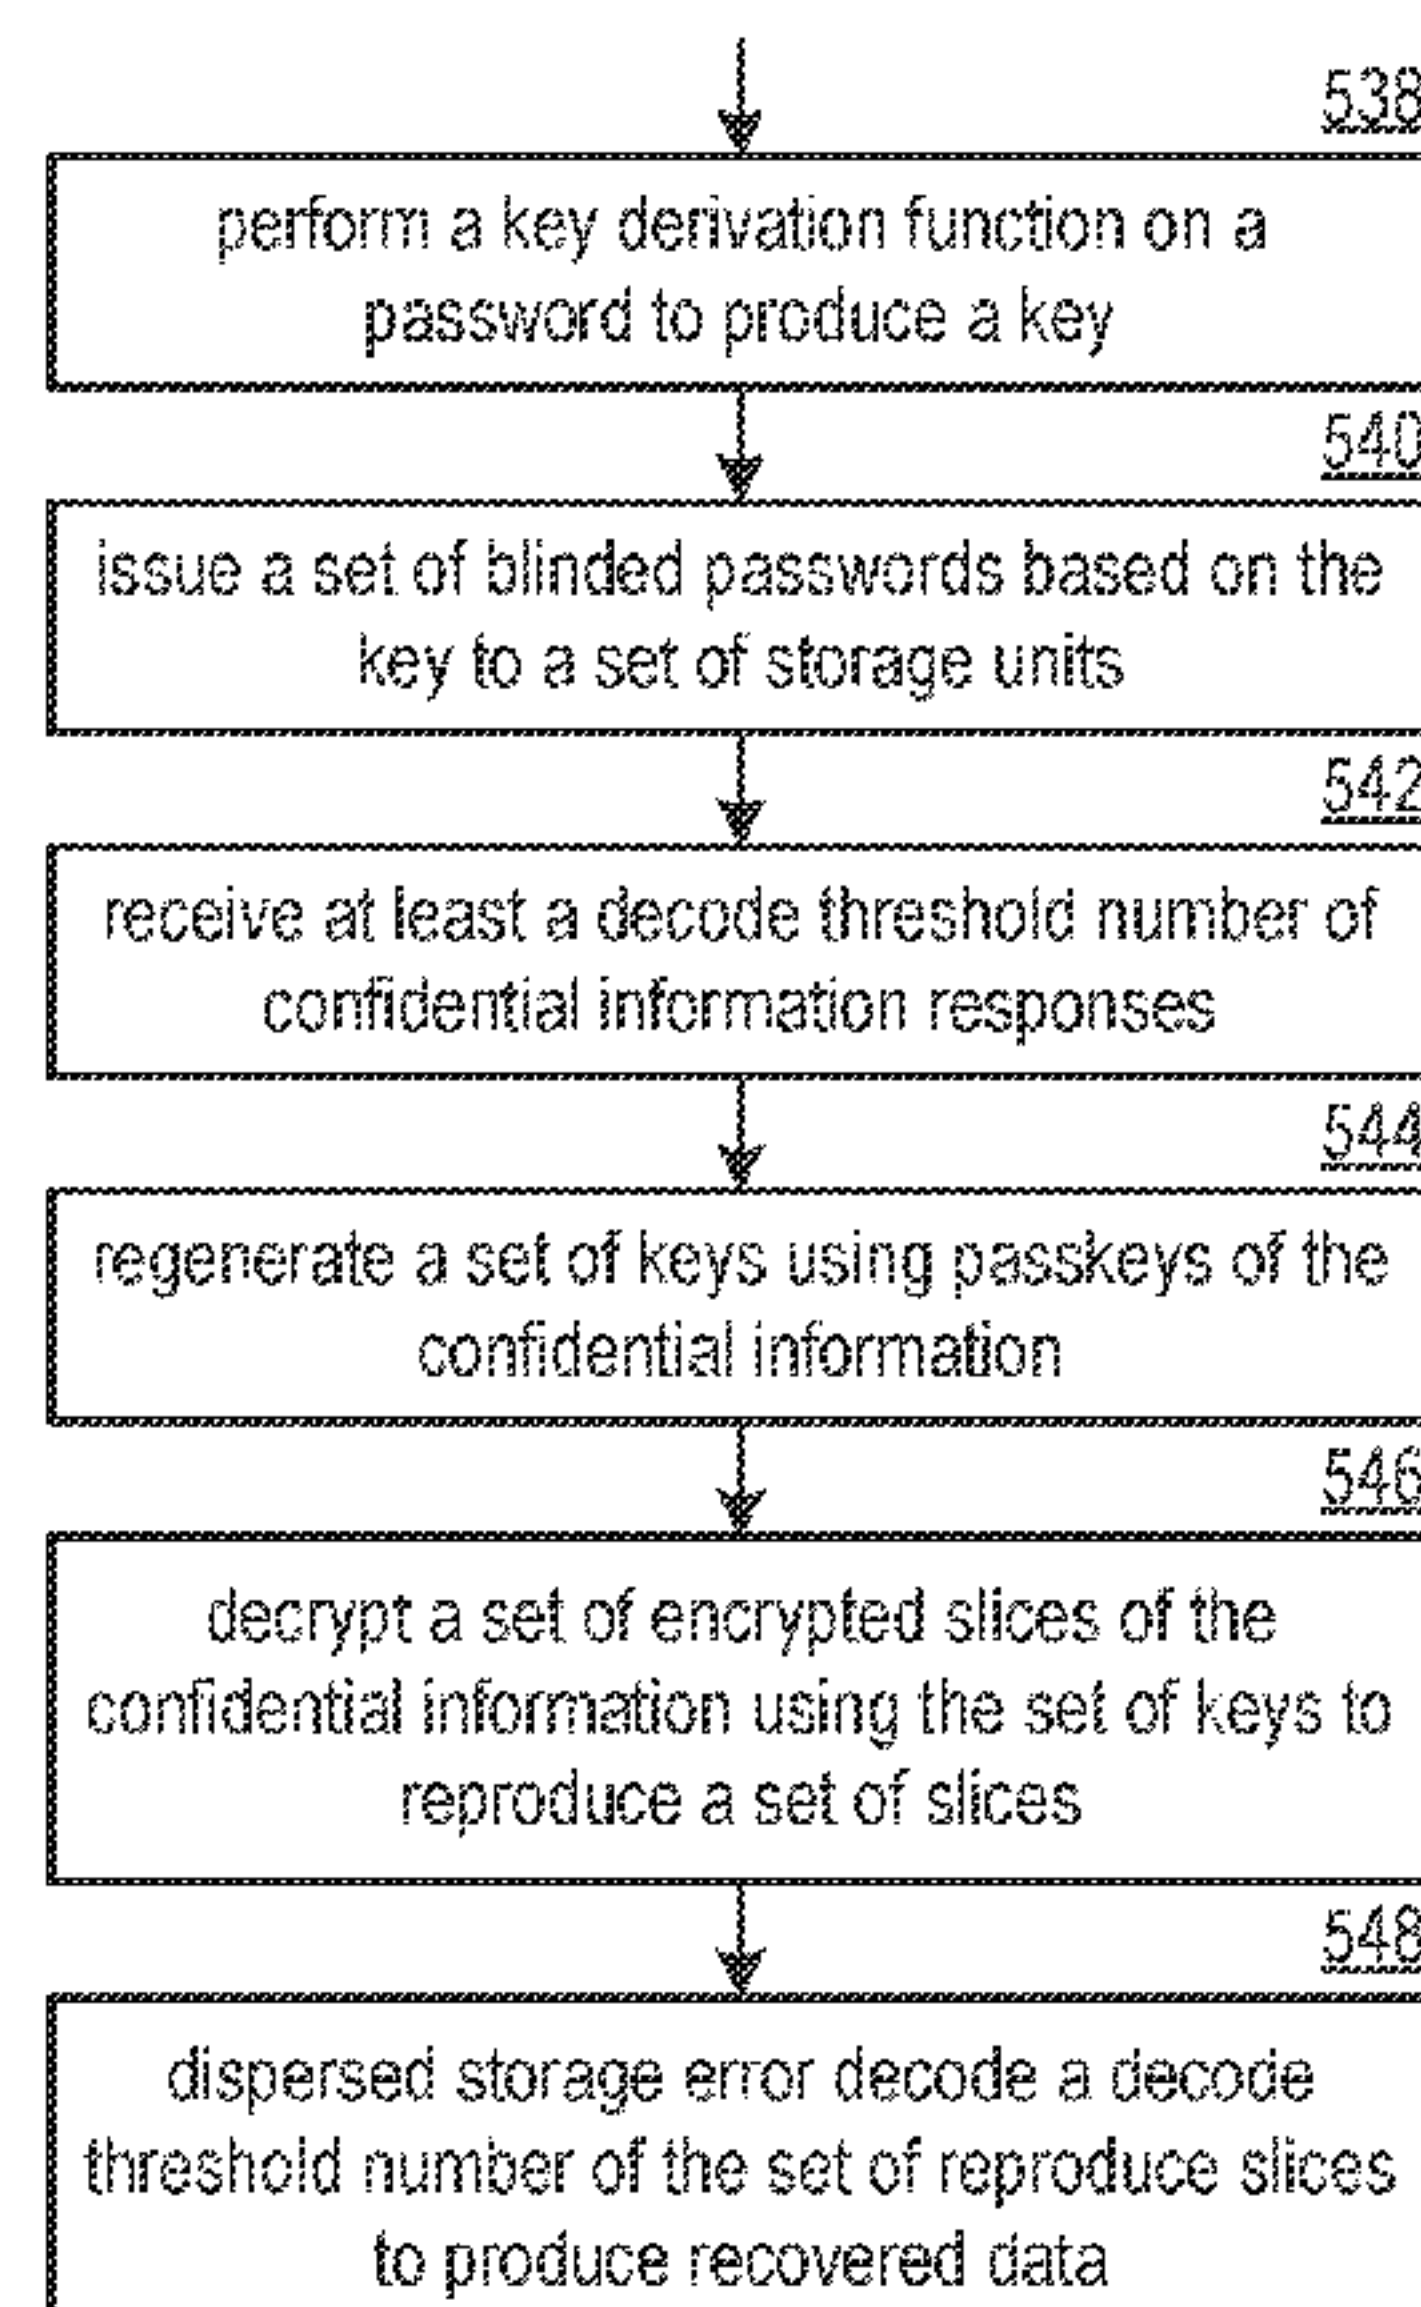 538
perform a key derivation function on a
password to produce a key
540
issue a set of blinded passwords based on the
key to a set of storage units
542
receive at least a decode threshold number of
confidential information responses
544
regenerate a set of keys using passkeys of the
confidential information
546
decrypt a set of encrypted slices of the
confidential information using the set of keys to
reproduce a set of slices
548
dispersed storage error decode a decode
threshold number of the set of reproduce slices
to produce recovered data